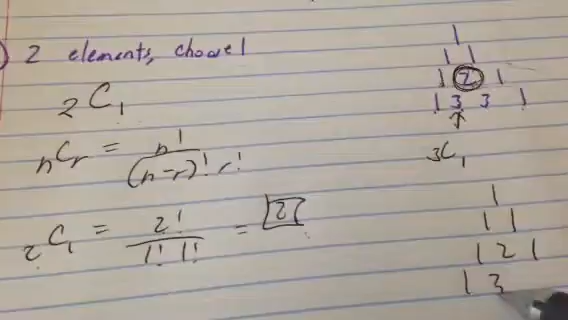 ) 2 elements, choose 1
₂C₁
ₙCᵣ = n! / (n-r)! r!
₂C₁ = 2! / 1! 1! = 2
1
1 1
1 2 1
1 3 3 1
₃C₁
1
1 1
1 2 1
1 3